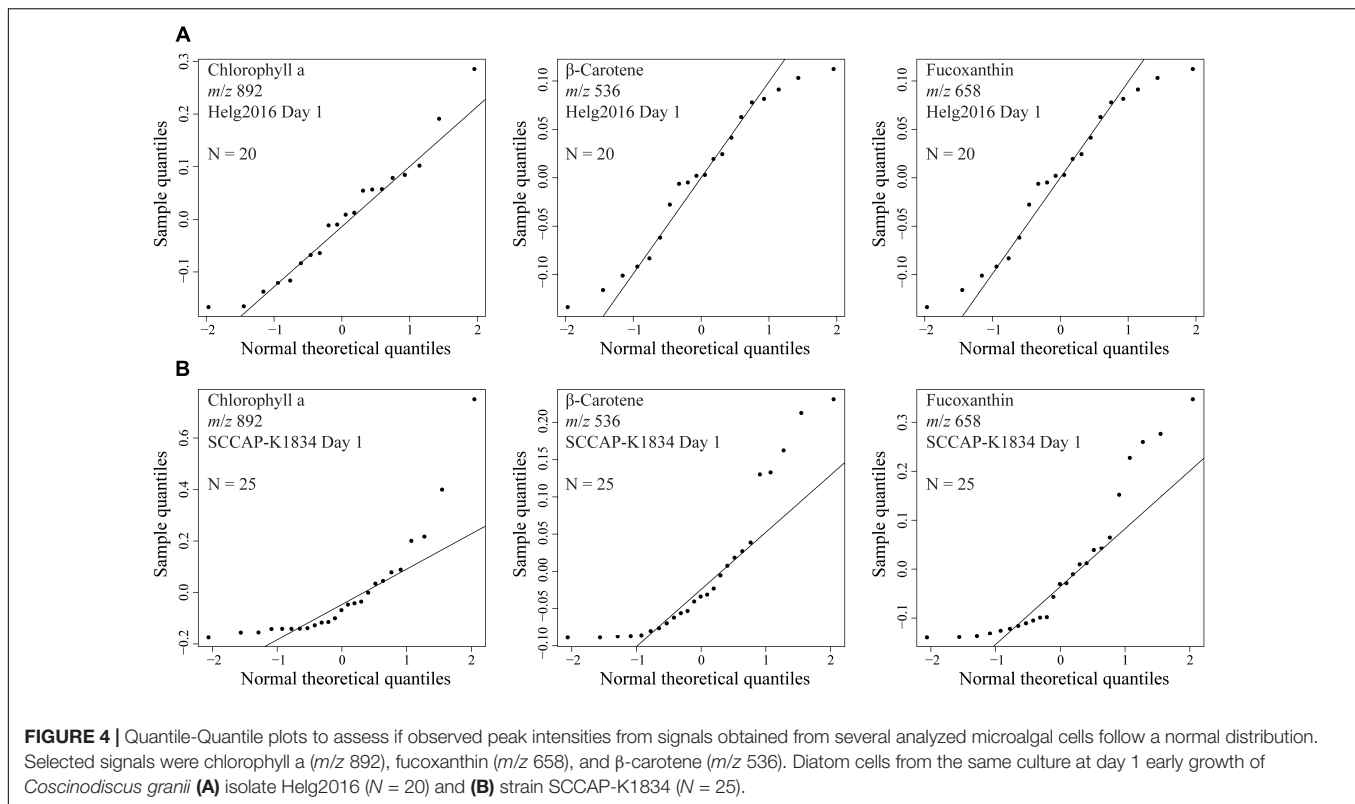 A
Chlorophyll a
m/z 892
Helg2016 Day 1
N = 20
Sample quantiles
0.3
0.2
0.1
0.0
−0.1
−2 −1 0 1 2
Normal theoretical quantiles
β-Carotene
m/z 536
Helg2016 Day 1
N = 20
Sample quantiles
0.10
0.05
0.00
−0.05
−0.10
−2 −1 0 1 2
Normal theoretical quantiles
Fucoxanthin
m/z 658
Helg2016 Day 1
N = 20
Sample quantiles
0.10
0.05
0.00
−0.05
−0.10
−2 −1 0 1 2
Normal theoretical quantiles
B
Chlorophyll a
m/z 892
SCCAP-K1834 Day 1
N = 25
Sample quantiles
0.6
0.4
0.2
0.0
−0.2
−2 −1 0 1 2
Normal theoretical quantiles
β-Carotene
m/z 536
SCCAP-K1834 Day 1
N = 25
Sample quantiles
0.20
0.15
0.10
0.05
0.00
−0.05
−0.10
−2 −1 0 1 2
Normal theoretical quantiles
Fucoxanthin
m/z 658
SCCAP-K1834 Day 1
N = 25
Sample quantiles
0.3
0.2
0.1
0.0
−0.1
−2 −1 0 1 2
Normal theoretical quantiles
FIGURE 4 | Quantile-Quantile plots to assess if observed peak intensities from signals obtained from several analyzed microalgal cells follow a normal distribution.
Selected signals were chlorophyll a (m/z 892), fucoxanthin (m/z 658), and β-carotene (m/z 536). Diatom cells from the same culture at day 1 early growth of
Coscinodiscus granii (A) isolate Helg2016 (N = 20) and (B) strain SCCAP-K1834 (N = 25).